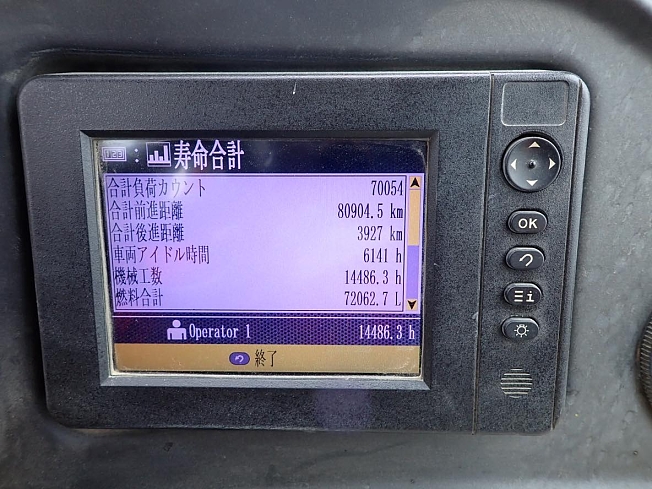 123 : 寿命合計
合計負荷カウント 70054
合計前進距離 80904.5 km
合計後進距離 3927 km
車両アイドル時間 6141 h
機械工数 14486.3 h
燃料合計 72062.7 L
Operator 1 14486.3 h
終了
OK
i